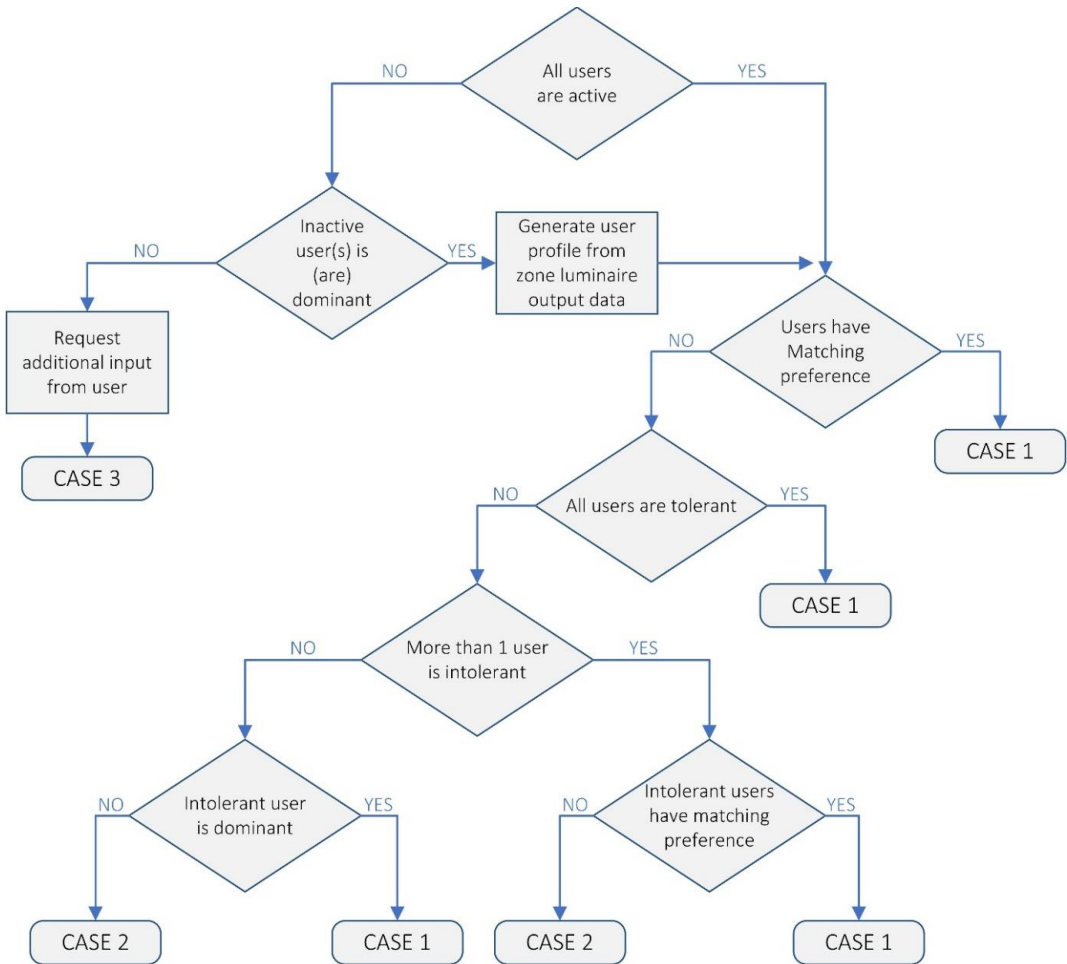 NO
All users
are active
YES
NO
Inactive
user(s) is
(are)
dominant
YES
Generate user
profile from
zone luminaire
output data
Request
additional input
from user
NO
Users have
Matching
preference
YES
CASE 3
CASE 1
NO
All users are tolerant
YES
CASE 1
NO
More than 1 user
is intolerant
YES
NO
Intolerant user
is dominant
YES
NO
Intolerant users
have matching
preference
YES
CASE 2
CASE 1
CASE 2
CASE 1